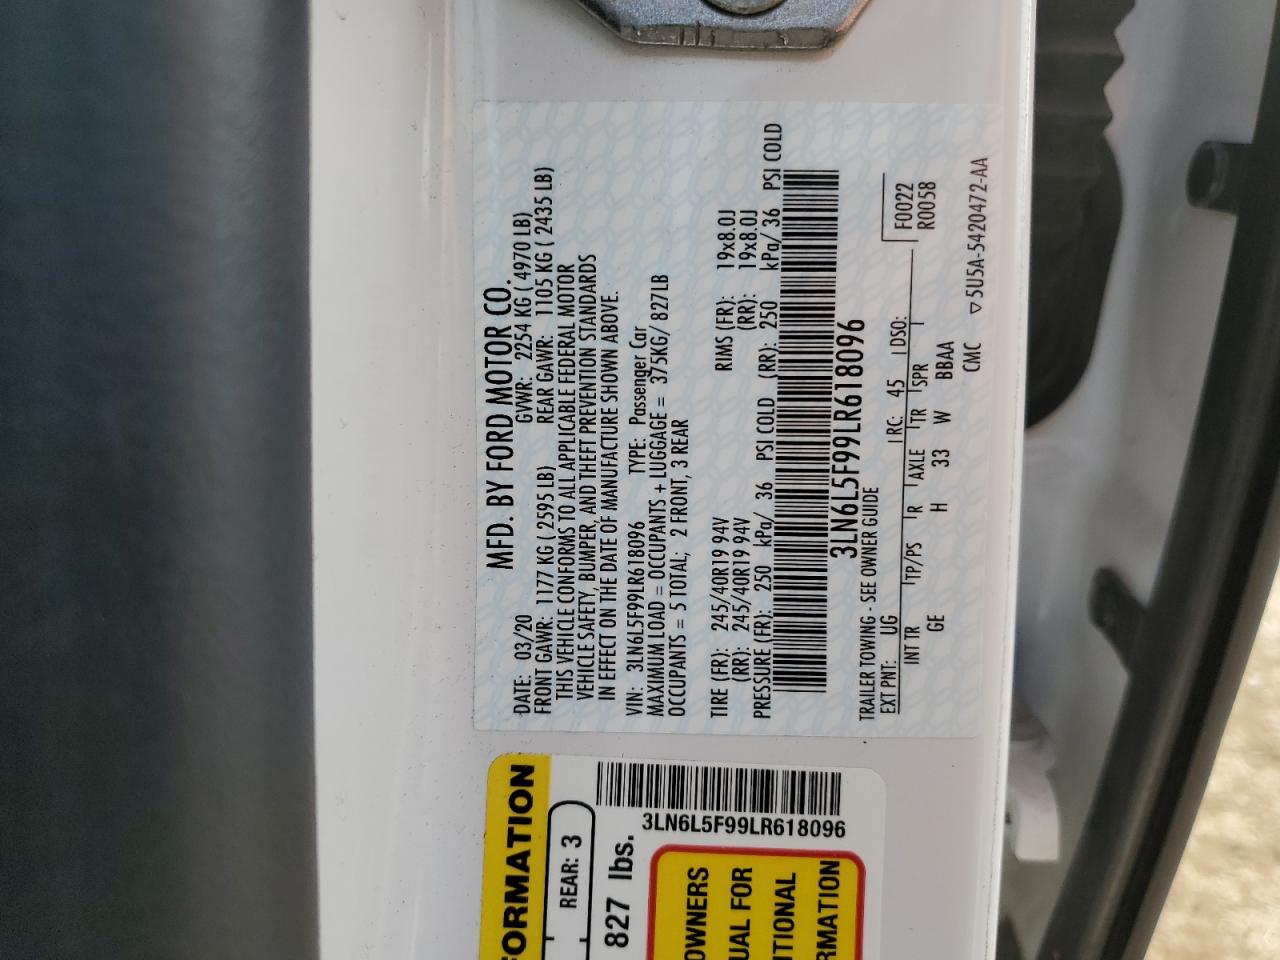 MFD. BY FORD MOTOR CO.
DATE: 03/20 GVWR: 2254 KG ( 4970 LB)
FRONT GAWR: 1177 KG ( 2595 LB) REAR GAWR: 1105 KG ( 2435 LB)
THIS VEHICLE CONFORMS TO ALL APPLICABLE FEDERAL MOTOR
VEHICLE SAFETY, BUMPER, AND THEFT PREVENTION STANDARDS
IN EFFECT ON THE DATE OF MANUFACTURE SHOWN ABOVE.
VIN: 3LN6L5F99LR618096 TYPE: Passenger Car
MAXIMUM LOAD = OCCUPANTS + LUGGAGE = 375KG/ 827LB
OCCUPANTS = 5 TOTAL; 2 FRONT, 3 REAR
TIRE (FR): 245/40R19 94V RIMS (FR): 19x8.0J
(RR): 245/40R19 94V (RR): 19x8.0J
PRESSURE (FR): 250 kPa/ 36 PSI COLD (RR): 250 kPa/ 36 PSI COLD
3LN6L5F99LR618096
TRAILER TOWING - SEE OWNER GUIDE
EXT PNT: UG RC: 45 DSO: F0022
INT TR TP/PS R AXLE TR SPR R0058
GE H 33 W BBAA
CMC ▽5U5A-5420472-AA
ORMATION
REAR: 3
827 lbs.
3LN6L5F99LR618096
OWNERS
UAL FOR
ITIONAL
RMATION